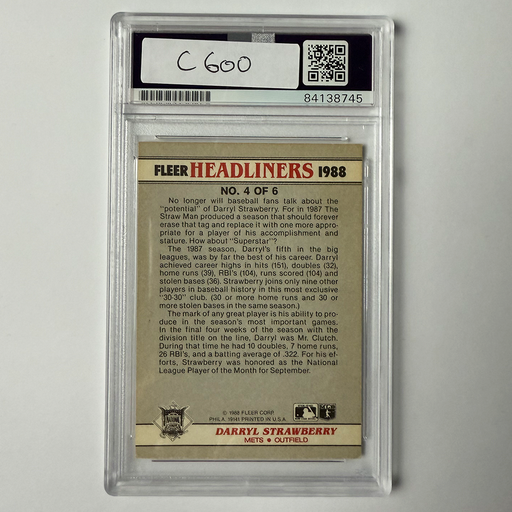 C 600
84138745
FLEER HEADLINERS 1988
NO. 4 OF 6
No longer will baseball fans talk about the
"potential" of Darryl Strawberry. For in 1987 The
Straw Man produced a season that should forever
erase that tag and replace it with one more appro-
priate for a player of his accomplishment and
stature. How about "Superstar"?
The 1987 season, Darryl's fifth in the big
leagues, was by far the best of his career. Darryl
achieved career highs in hits (151), doubles (32),
home runs (39), RBI's (104), runs scored (104) and
stolen bases (36). Strawberry joins only nine other
players in baseball history in this most exclusive
"30-30" club. (30 or more home runs and 30 or
more stolen bases in the same season.)
The mark of any great player is his ability to pro-
duce in the season's most important games.
In the final four weeks of the season with the
division title on the line, Darryl was Mr. Clutch.
During that time he had 10 doubles, 7 home runs,
26 RBI's, and a batting average of .322. For his ef-
forts, Strawberry was honored as the National
League Player of the Month for September.
© 1988 FLEER CORP.
PHILA. 19141 PRINTED IN U.S.A.
DARRYL STRAWBERRY
METS ● OUTFIELD